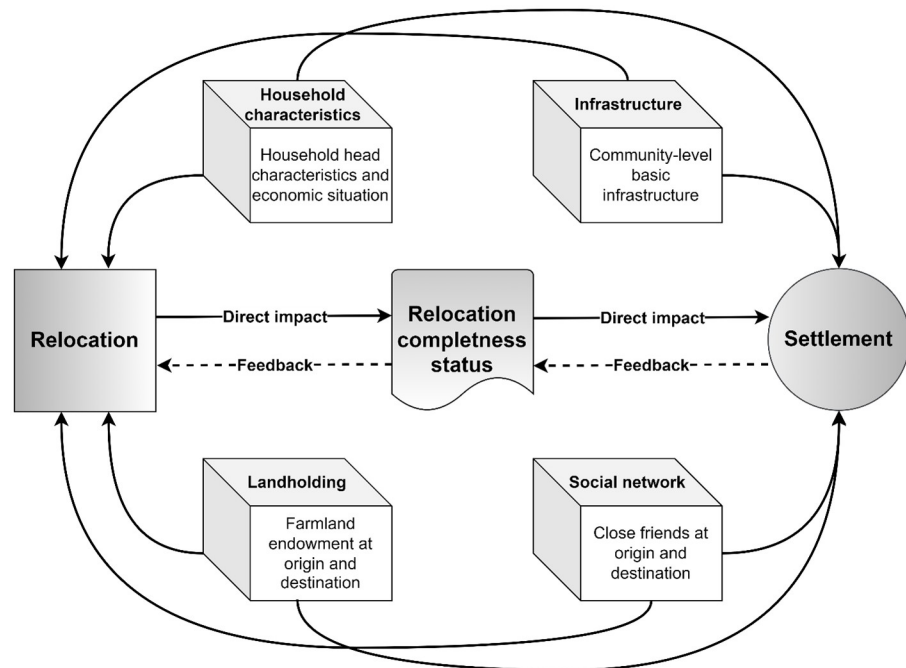 Household
characteristics
Household head
characteristics and
economic situation
Infrastructure
Community-level
basic
infrastructure
Relocation
Direct impact
Feedback
Relocation
completness
status
Direct impact
Feedback
Settlement
Landholding
Farmland
endowment at
origin and
destination
Social network
Close friends at
origin and
destination